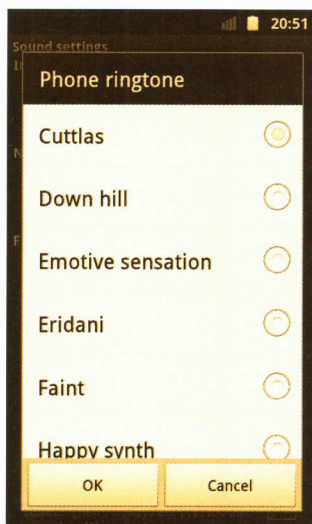 20:51
Sound settings
Phone ringtone
Cuttlas
Down hill
Emotive sensation
Eridani
Faint
Happy synth
OK
Cancel